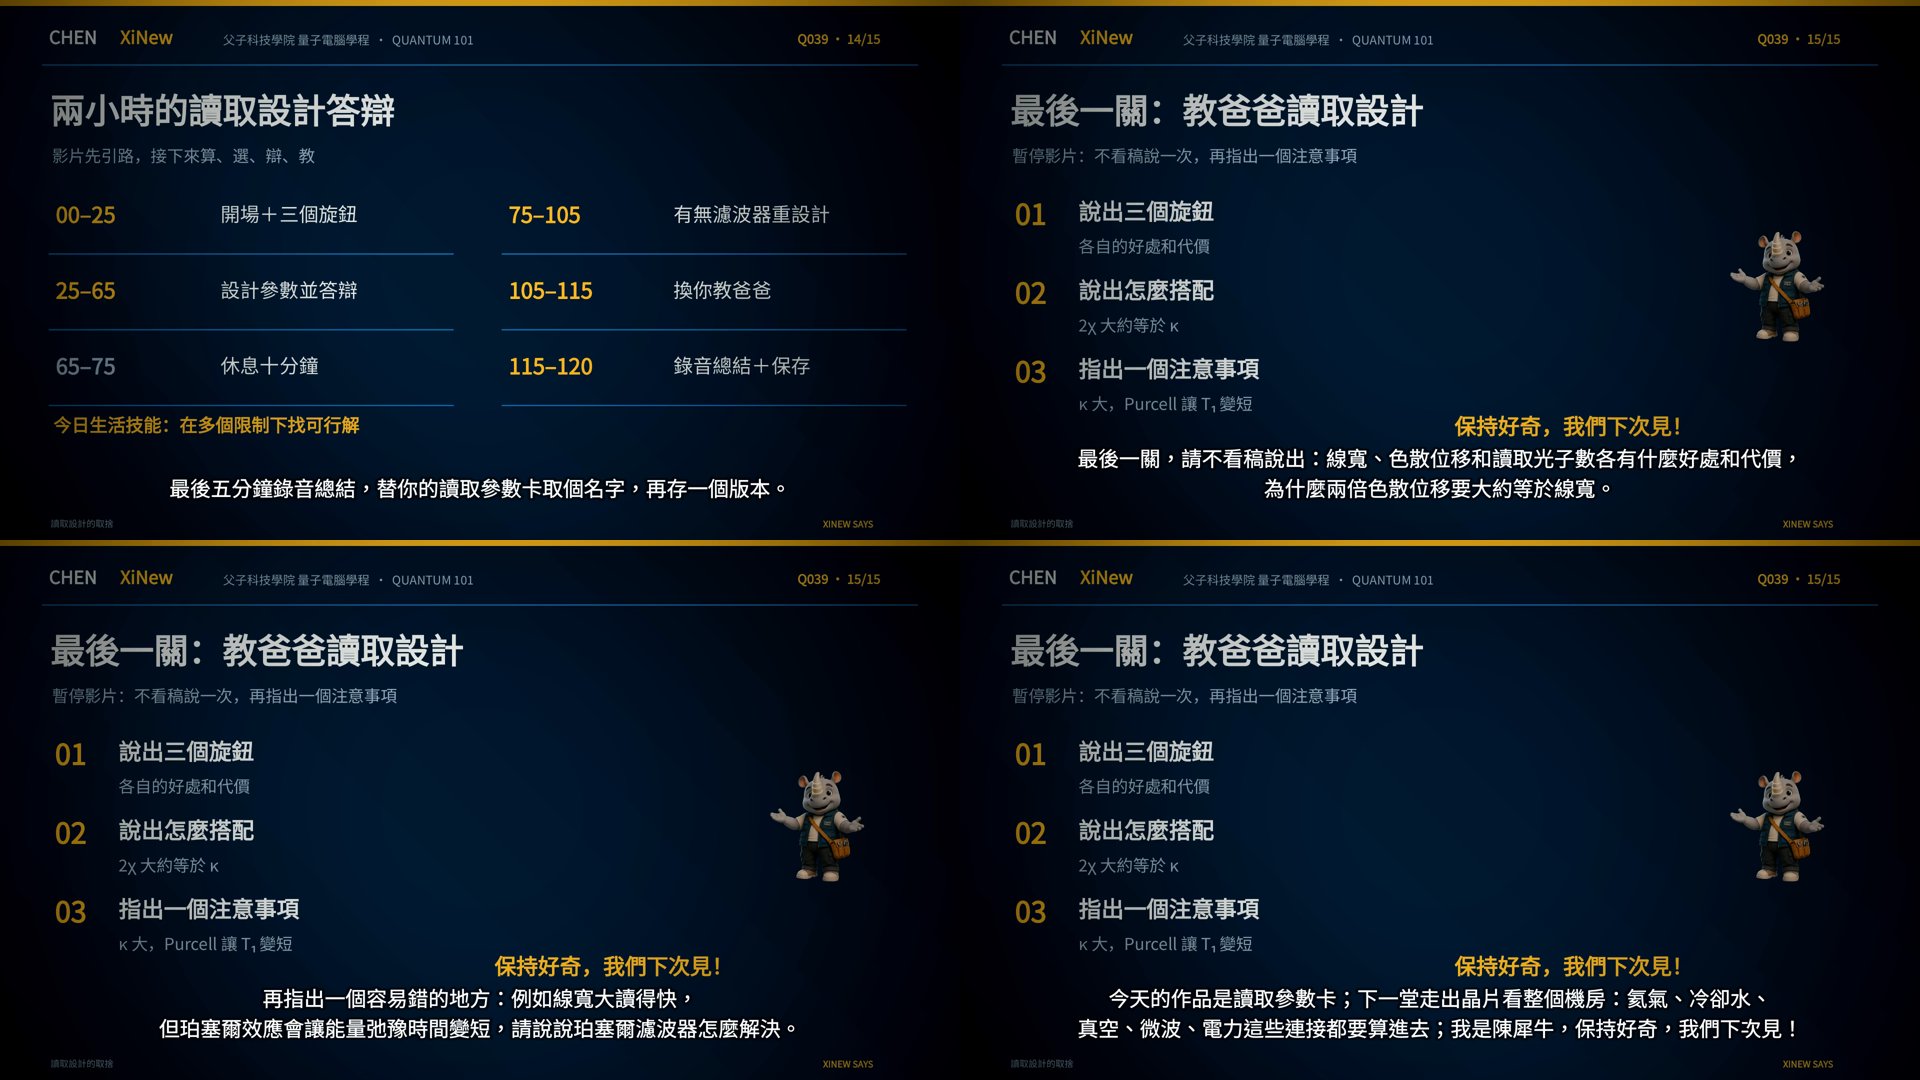 CHEN XiNew 父子科技學院 量子電腦學程 · QUANTUM 101 Q039 · 14/15
兩小時的讀取設計答辯
影片先引路，接下來算、選、辯、教
00–25 開場＋三個旋鈕
75–105 有無濾波器重設計
25–65 設計參數並答辯
105–115 換你教爸爸
65–75 休息十分鐘
115–120 錄音總結＋保存
今日生活技能：在多個限制下找可行解
最後五分鐘錄音總結，替你的讀取參數卡取個名字，再存一個版本。
讀取設計的取捨 XINEW SAYS
CHEN XiNew 父子科技學院 量子電腦學程 · QUANTUM 101 Q039 · 15/15
最後一關：教爸爸讀取設計
暫停影片：不看稿說一次，再指出一個注意事項
01 說出三個旋鈕
各自的好處和代價
02 說出怎麼搭配
2χ 大約等於 κ
03 指出一個注意事項
κ 大，Purcell 讓 T₁ 變短
保持好奇，我們下次見！
最後一關，請不看稿說出：線寬、色散位移和讀取光子數各有什麼好處和代價，
為什麼兩倍色散位移要大約等於線寬。
讀取設計的取捨 XINEW SAYS
CHEN XiNew 父子科技學院 量子電腦學程 · QUANTUM 101 Q039 · 15/15
最後一關：教爸爸讀取設計
暫停影片：不看稿說一次，再指出一個注意事項
01 說出三個旋鈕
各自的好處和代價
02 說出怎麼搭配
2χ 大約等於 κ
03 指出一個注意事項
κ 大，Purcell 讓 T₁ 變短
保持好奇，我們下次見！
再指出一個容易錯的地方：例如線寬大讀得快，
但珀塞爾效應會讓能量弛豫時間變短，請說說珀塞爾濾波器怎麼解決。
讀取設計的取捨 XINEW SAYS
CHEN XiNew 父子科技學院 量子電腦學程 · QUANTUM 101 Q039 · 15/15
最後一關：教爸爸讀取設計
暫停影片：不看稿說一次，再指出一個注意事項
01 說出三個旋鈕
各自的好處和代價
02 說出怎麼搭配
2χ 大約等於 κ
03 指出一個注意事項
κ 大，Purcell 讓 T₁ 變短
保持好奇，我們下次見！
今天的作品是讀取參數卡；下一堂走出晶片看整個機房：氦氣、冷卻水、
真空、微波、電力這些連接都要算進去；我是陳犀牛，保持好奇，我們下次見！
讀取設計的取捨 XINEW SAYS